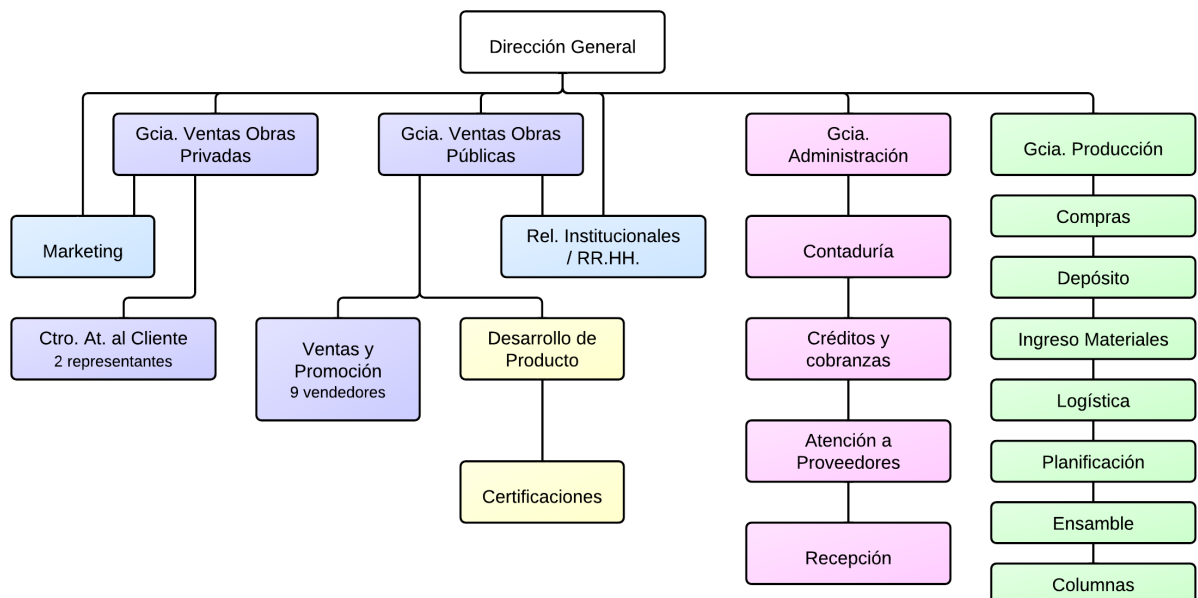 Dirección General
Gcia. Ventas Obras
Privadas
Gcia. Ventas Obras
Públicas
Gcia.
Administración
Gcia. Producción
Marketing
Rel. Institucionales
/ RR.HH.
Contaduría
Compras
Depósito
Ctro. At. al Cliente
2 representantes
Ventas y
Promoción
9 vendedores
Desarrollo de
Producto
Créditos y
cobranzas
Ingreso Materiales
Logística
Atención a
Proveedores
Planificación
Certificaciones
Ensamble
Recepción
Columnas